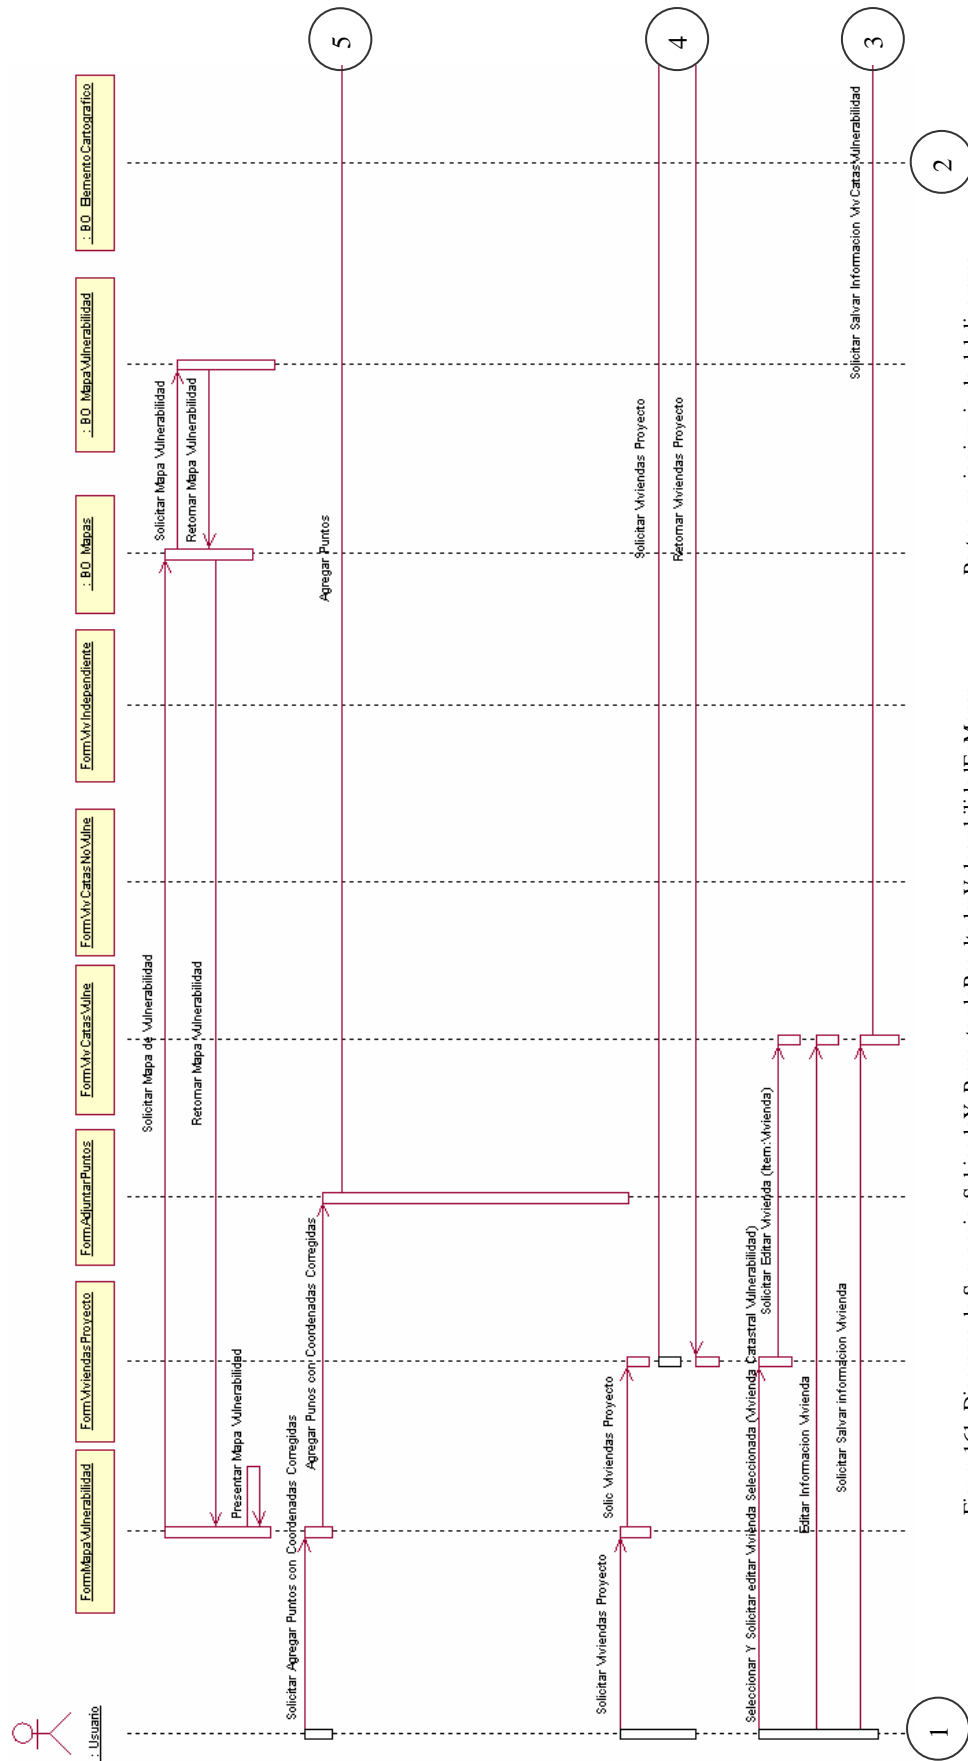 : Usuario
FormMapaVulnerabilidad
FormViviendasProyecto
FormAdjuntarPuntos
FormVivCatasVulne
FormVivCatasNoVulne
FormVivIndependiente
: BO_Mapas
: BO_MapaVulnerabilidad
: BO_ElementoCartografico
Solicitar Mapa de Vulnerabilidad
Solicitar Mapa Vulnerabilidad
Retornar Mapa Vulnerabilidad
Retornar Mapa Vulnerabilidad
Presentar Mapa Vulnerabilidad
Solicitar Agregar Puntos con Coordenadas Corregidas
Agregar Punos con Coordenadas Corregidas
Agregar Puntos
5
Solicitar Viviendas Proyecto
Solic Viviendas Proyecto
Solicitar Viviendas Proyecto
Retornar Viviendas Proyecto
4
Seleccionar Y Solicitar editar Vivienda Seleccionada (Vivienda Catastral Vulnerabilidad)
Solicitar Editar Vivienda (Item:Vivienda)
Editar Informacion Vivienda
Solicitar Salvar informacion Vivienda
Solicitar Salvar Informacion VivCatasVulnerabilidad
3
1
2